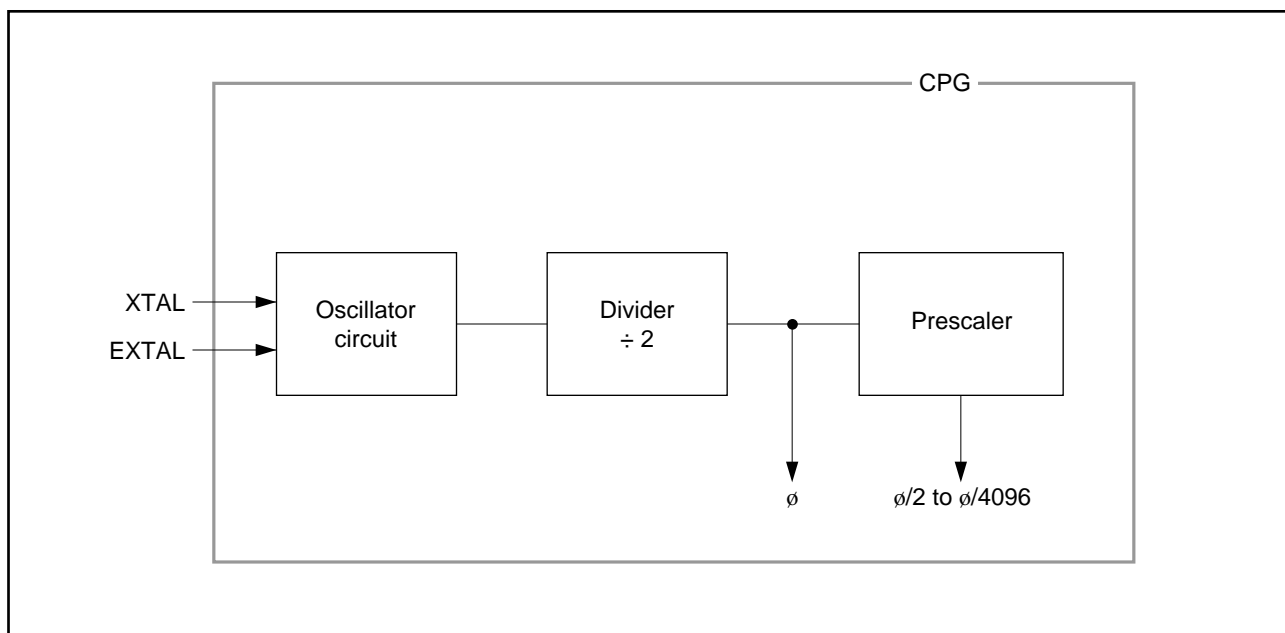 CPG
XTAL
EXTAL
Oscillator
circuit
Divider
÷ 2
Prescaler
ø
ø/2 to ø/4096